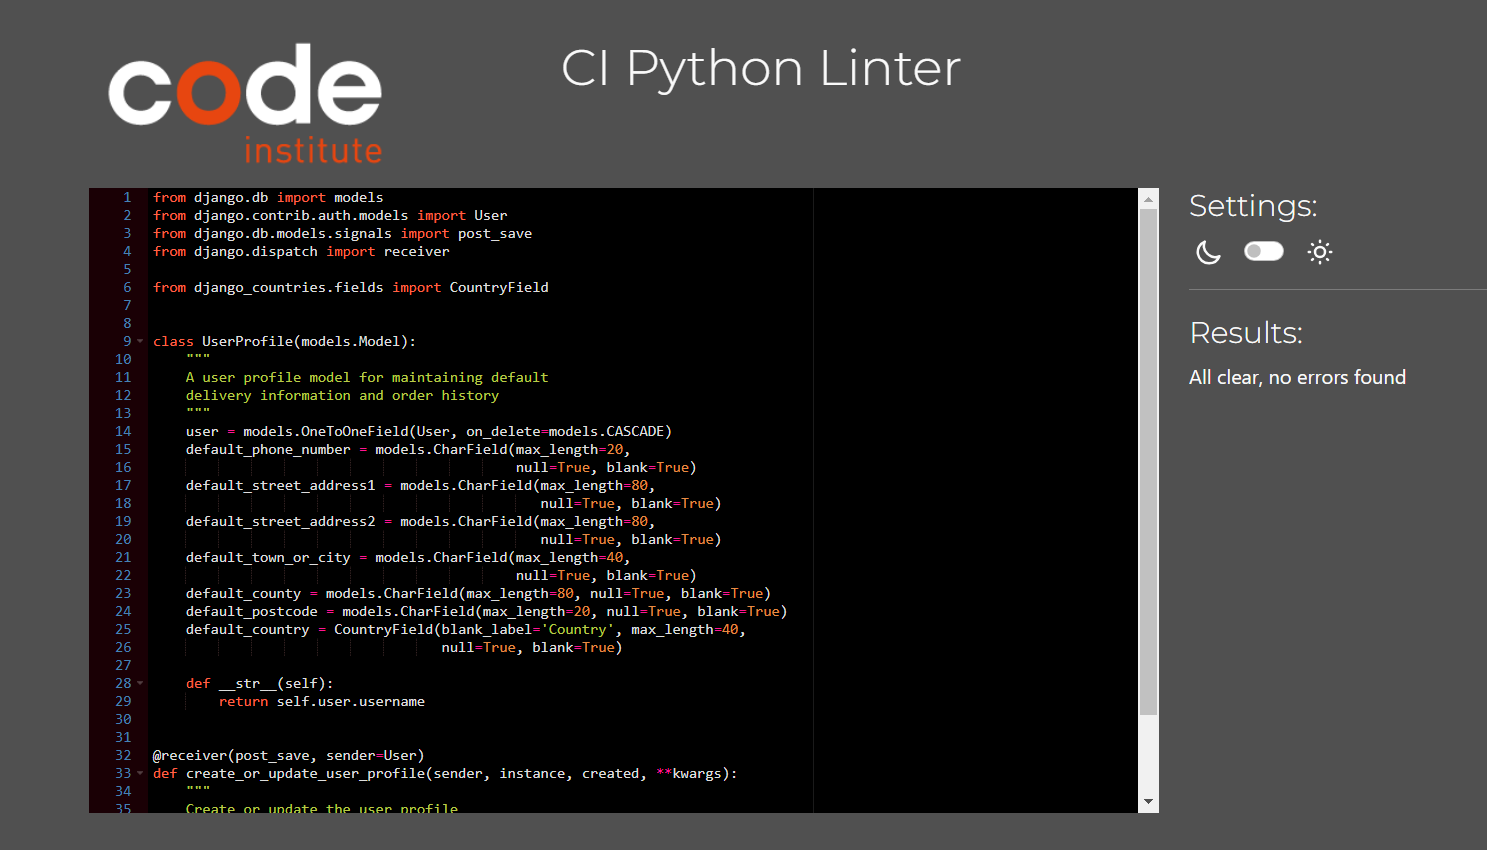 code
institute
CI Python Linter
1 from django.db import models
2 from django.contrib.auth.models import User
3 from django.db.models.signals import post_save
4 from django.dispatch import receiver
5
6 from django_countries.fields import CountryField
7
8
9 class UserProfile(models.Model):
10     """
11     A user profile model for maintaining default
12     delivery information and order history
13     """
14     user = models.OneToOneField(User, on_delete=models.CASCADE)
15     default_phone_number = models.CharField(max_length=20,
16                                             null=True, blank=True)
17     default_street_address1 = models.CharField(max_length=80,
18                                                null=True, blank=True)
19     default_street_address2 = models.CharField(max_length=80,
20                                                null=True, blank=True)
21     default_town_or_city = models.CharField(max_length=40,
22                                             null=True, blank=True)
23     default_county = models.CharField(max_length=80, null=True, blank=True)
24     default_postcode = models.CharField(max_length=20, null=True, blank=True)
25     default_country = CountryField(blank_label='Country', max_length=40,
26                                    null=True, blank=True)
27
28     def __str__(self):
29         return self.user.username
30
31
32 @receiver(post_save, sender=User)
33 def create_or_update_user_profile(sender, instance, created, **kwargs):
34     """
35     Create or update the user profile
Settings:
Results:
All clear, no errors found